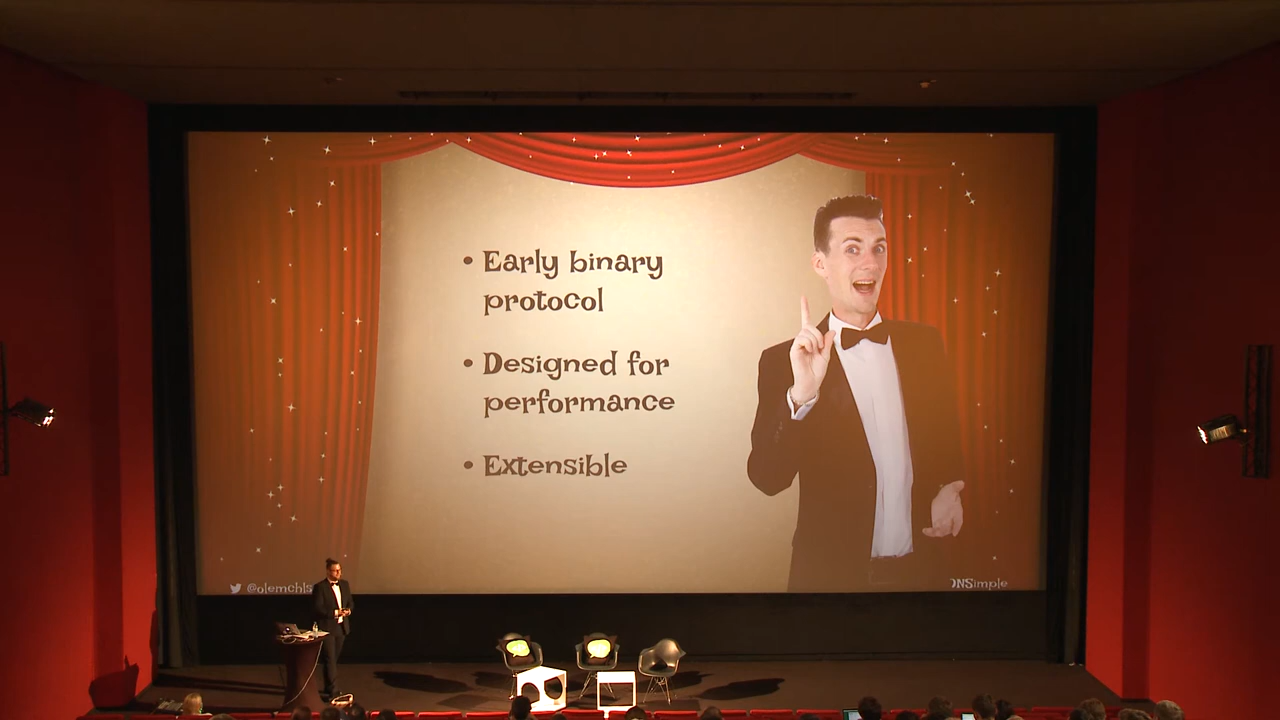 • Early binary
protocol
• Designed for
performance
• Extensible
@olemchls
DNSimple